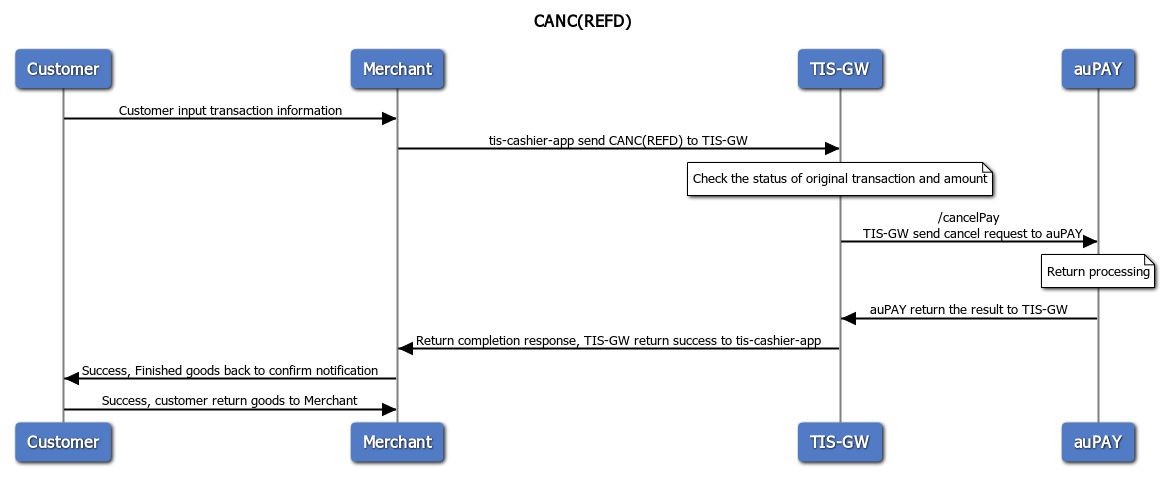 CANC(REFD)
Customer
Merchant
TIS-GW
auPAY
Customer input transaction information
tis-cashier-app send CANC(REFD) to TIS-GW
Check the status of original transaction and amount
/cancelPay
TIS-GW send cancel request to auPAY
Return processing
auPAY return the result to TIS-GW
Return completion response, TIS-GW return success to tis-cashier-app
Success, Finished goods back to confirm notification
Success, customer return goods to Merchant
Customer
Merchant
TIS-GW
auPAY